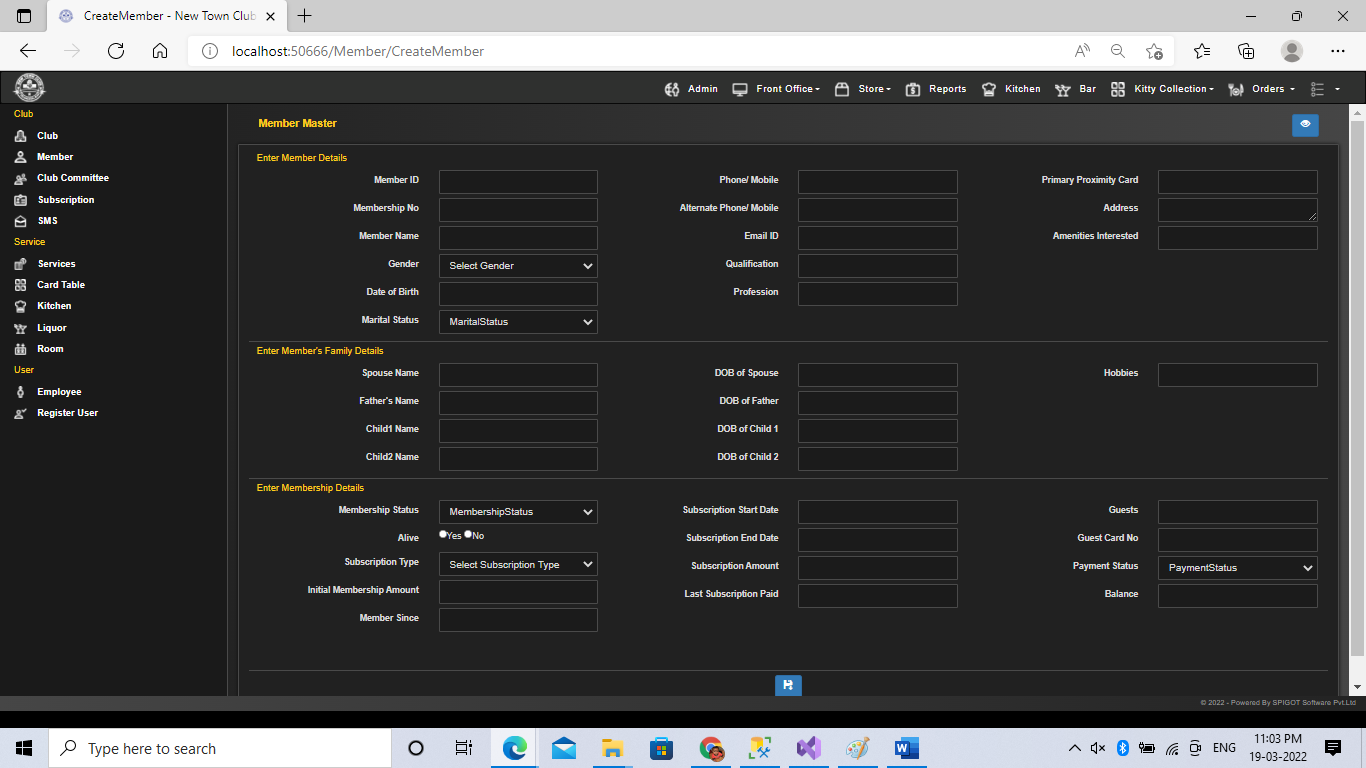 CreateMember - New Town Club
localhost:50666/Member/CreateMember
Admin Front Office Store Reports Kitchen Bar Kitty Collection Orders
Club
Club
Member
Club Committee
Subscription
SMS
Service
Services
Card Table
Kitchen
Liquor
Room
User
Employee
Register User
Member Master
Enter Member Details
Member ID Phone/ Mobile Primary Proximity Card
Membership No Alternate Phone/ Mobile Address
Member Name Email ID Amenities Interested
Gender Select Gender Qualification
Date of Birth Profession
Marital Status MaritalStatus
Enter Member's Family Details
Spouse Name DOB of Spouse Hobbies
Father's Name DOB of Father
Child1 Name DOB of Child 1
Child2 Name DOB of Child 2
Enter Membership Details
Membership Status MembershipStatus Subscription Start Date Guests
Alive Yes No Subscription End Date Guest Card No
Subscription Type Select Subscription Type Subscription Amount Payment Status PaymentStatus
Initial Membership Amount Last Subscription Paid Balance
Member Since
© 2022 - Powered By SPIGOT Software Pvt.Ltd
Type here to search
ENG
11:03 PM
19-03-2022